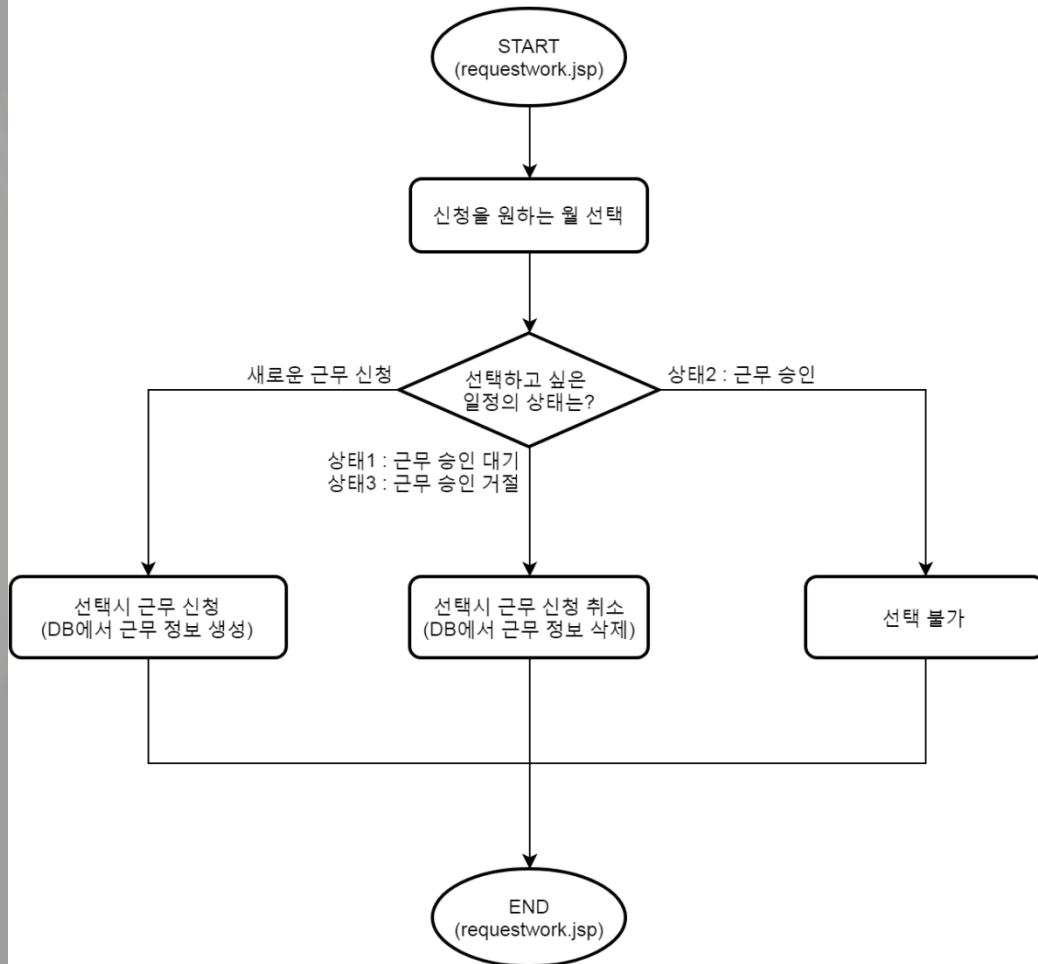 START
(requestwork.jsp)
신청을 원하는 월 선택
선택하고 싶은
일정의 상태는?
새로운 근무 신청
상태1 : 근무 승인 대기
상태3 : 근무 승인 거절
상태2 : 근무 승인
선택시 근무 신청
(DB에서 근무 정보 생성)
선택시 근무 신청 취소
(DB에서 근무 정보 삭제)
선택 불가
END
(requestwork.jsp)